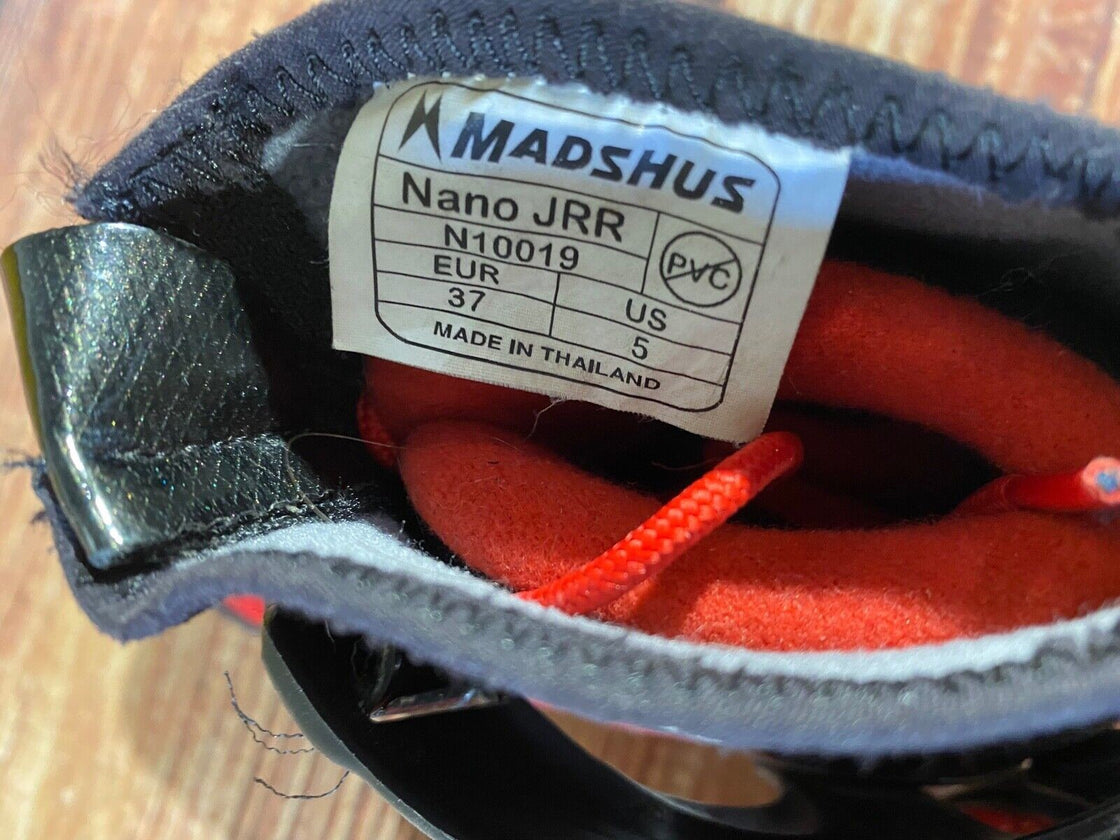 MADSHUS
Nano JRR
N10019
PVC
EUR
US
37
5
MADE IN THAILAND